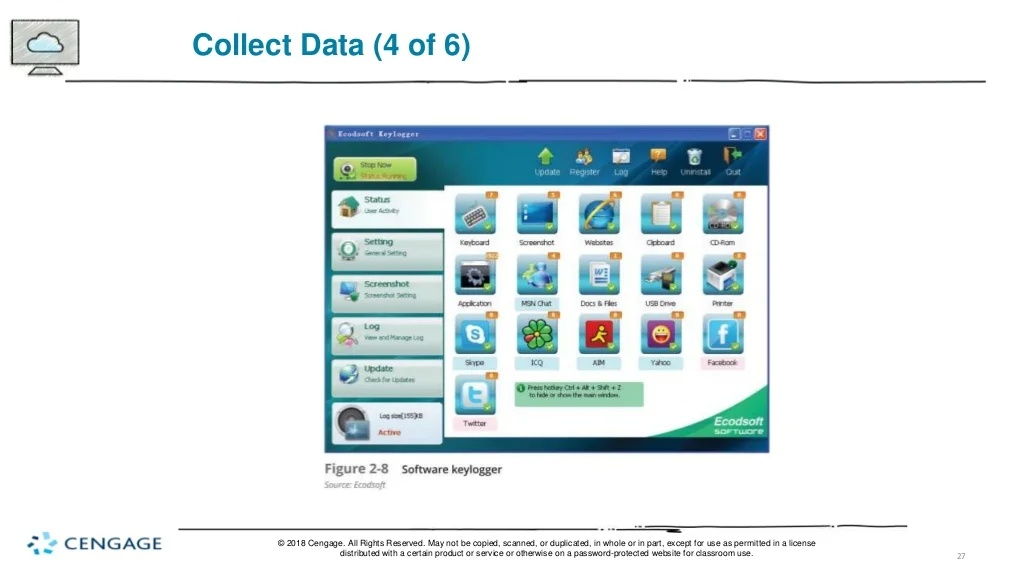 Collect Data (4 of 6)
Ecodsoft Keylogger
Stop Now
Status:Running
Update
Register
Log
Help
Uninstall
Quit
Status
User Activity
Setting
General Setting
Screenshot
Screenshot Setting
Log
View and Manage Log
Update
Check for Updates
Log size[155]KB
Active
Keyboard
Screenshot
Websites
Clipboard
CD-Rom
Application
MSN Chat
Docs & Files
USB Drive
Printer
Skype
ICQ
AIM
Yahoo
Facebook
Twitter
Press hotkey Ctrl + Alt + Shift + Z
to hide or show the main window.
Ecodsoft
SOFTWARE
Figure 2-8 Software keylogger
Source: Ecodsoft
CENGAGE
© 2018 Cengage. All Rights Reserved. May not be copied, scanned, or duplicated, in whole or in part, except for use as permitted in a license
distributed with a certain product or service or otherwise on a password-protected website for classroom use.
27